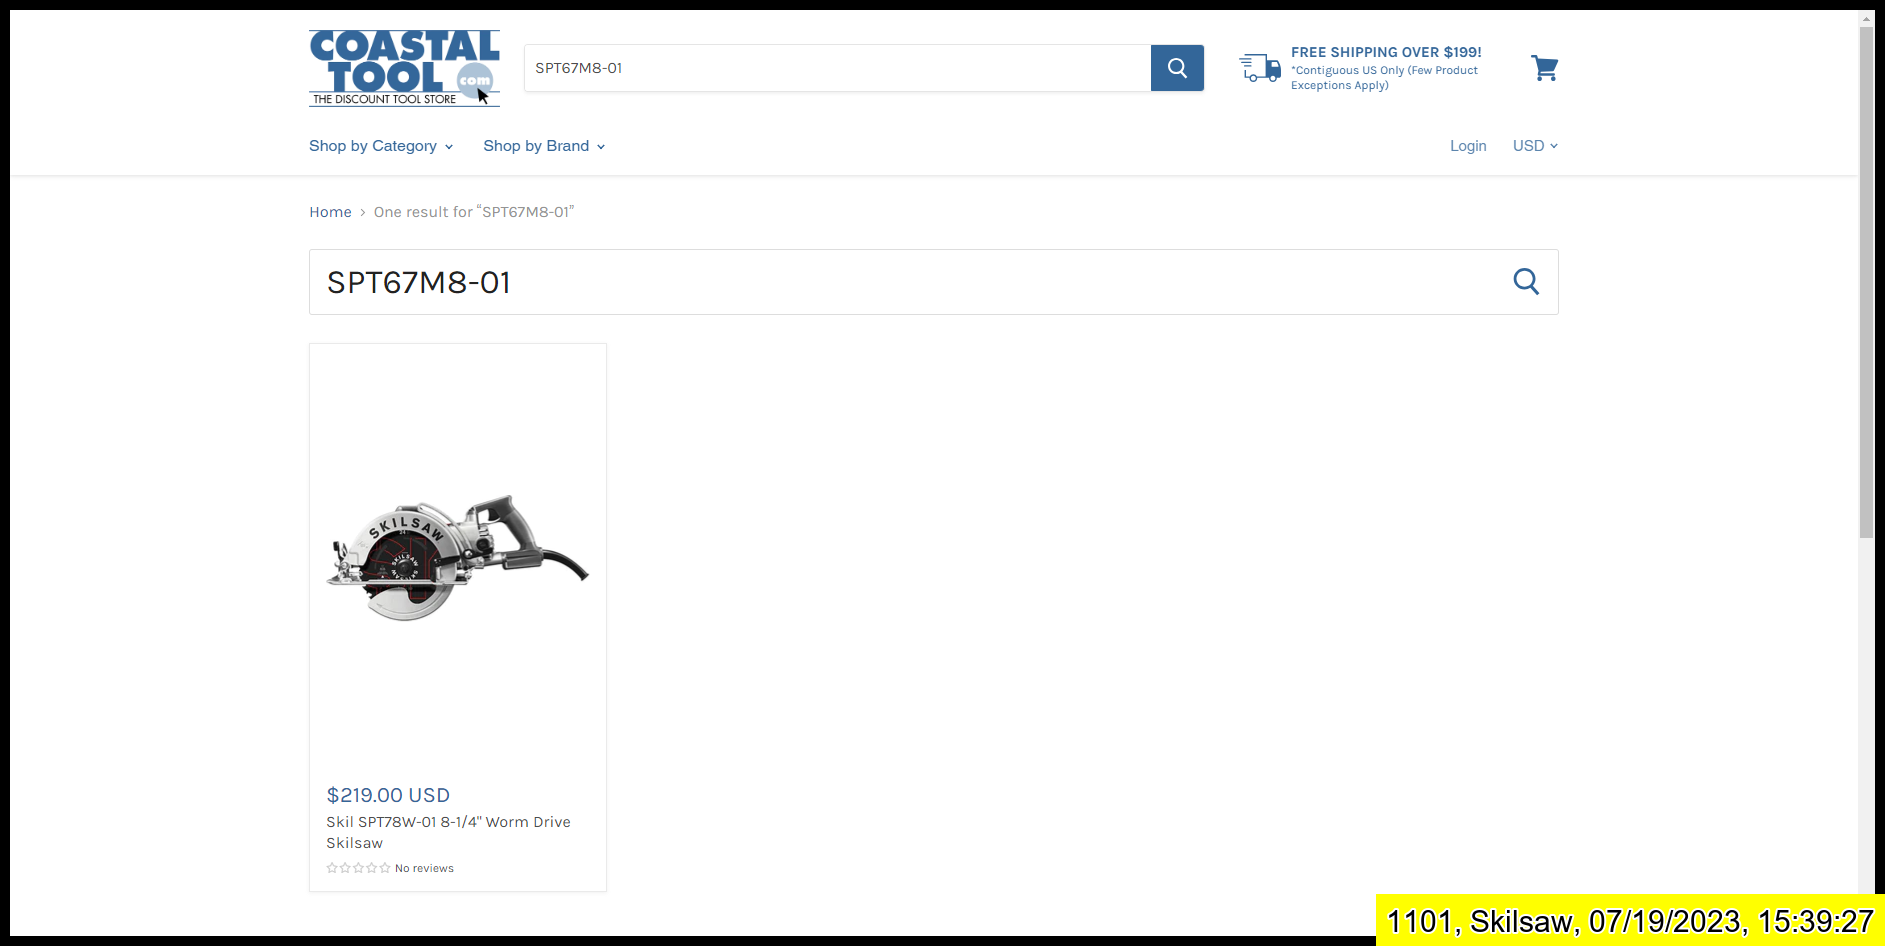 COASTAL
TOOL
com
THE DISCOUNT TOOL STORE
SPT67M8-01
FREE SHIPPING OVER $199!
*Contiguous US Only (Few Product
Exceptions Apply)
Shop by Category
Shop by Brand
Login
USD
Home › One result for “SPT67M8-01”
SPT67M8-01
SKILSAW
SKILSAW
$219.00 USD
Skil SPT78W-01 8-1/4" Worm Drive
Skilsaw
No reviews
1101, Skilsaw, 07/19/2023, 15:39:27